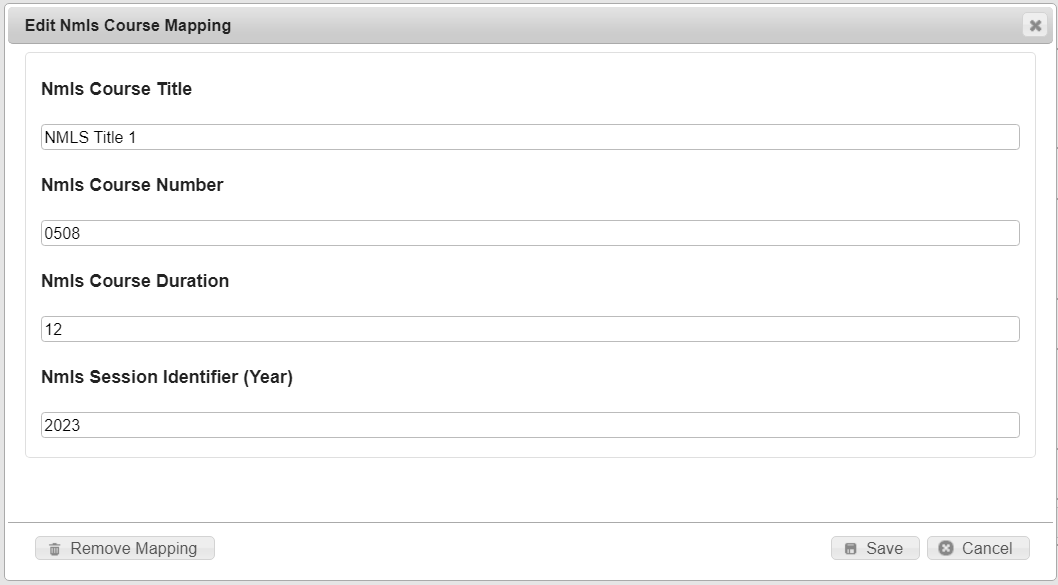 Edit Nmls Course Mapping
Nmls Course Title
NMLS Title 1
Nmls Course Number
0508
Nmls Course Duration
12
Nmls Session Identifier (Year)
2023
Remove Mapping
Save
Cancel